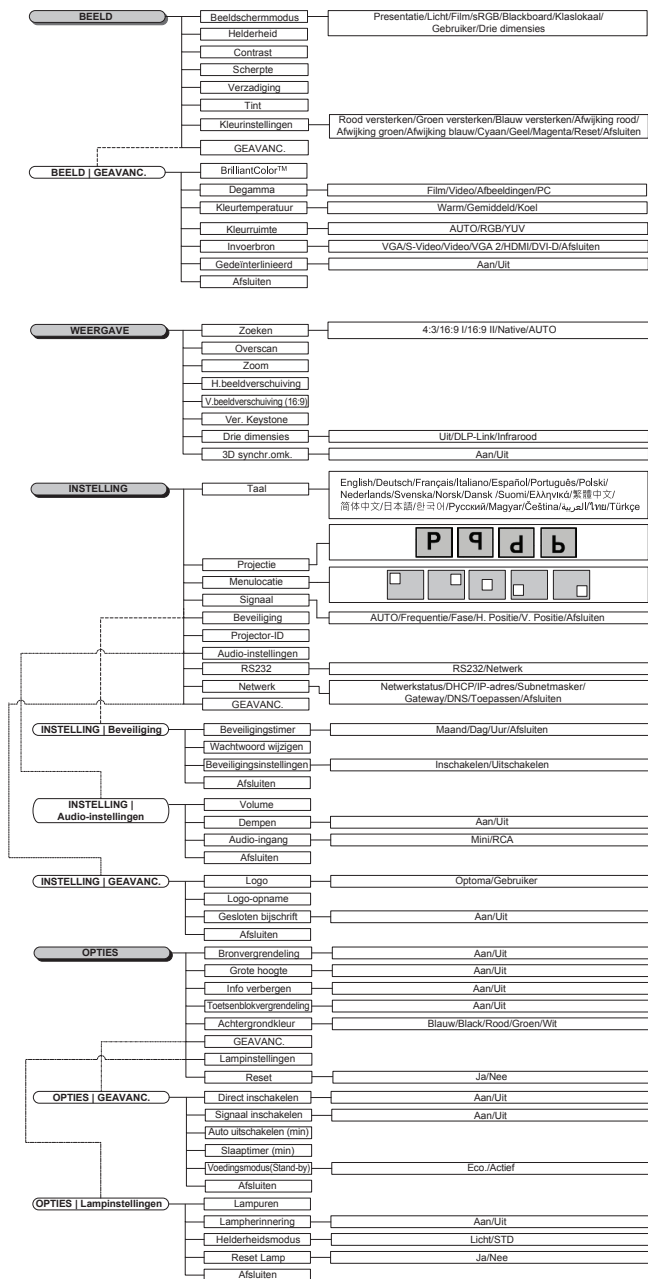 BEELD
Beeldschermmodus
Presentatie/Licht/Film/sRGB/Blackboard/Klaslokaal/
Gebruiker/Drie dimensies
Helderheid
Contrast
Scherpte
Verzadiging
Tint
Kleurinstellingen
Rood versterken/Groen versterken/Blauw versterken/Afwijking rood/
Afwijking groen/Afwijking blauw/Cyaan/Geel/Magenta/Reset/Afsluiten
GEAVANC.
BEELD | GEAVANC.
BrilliantColor™
Degamma
Film/Video/Afbeeldingen/PC
Kleurtemperatuur
Warm/Gemiddeld/Koel
Kleurruimte
AUTO/RGB/YUV
Invoerbron
VGA/S-Video/Video/VGA 2/HDMI/DVI-D/Afsluiten
Gedeïnterlinieerd
Aan/Uit
Afsluiten
WEERGAVE
Zoeken
4:3/16:9 I/16:9 II/Native/AUTO
Overscan
Zoom
H.beeldverschuiving
V.beeldverschuiving (16:9)
Ver. Keystone
Drie dimensies
Uit/DLP-Link/Infrarood
3D synchr.omk.
Aan/Uit
INSTELLING
Taal
English/Deutsch/Français/Italiano/Español/Português/Polski/
Nederlands/Svenska/Norsk/Dansk /Suomi/Ελληνικά/繁體中文/
简体中文/日本語/한국어/Русский/Magyar/Čeština/العربية/ไทย/Türkçe
Projectie
P P P P
Menulocatie
Signaal
AUTO/Frequentie/Fase/H. Positie/V. Positie/Afsluiten
Beveiliging
Projector-ID
Audio-instellingen
RS232
RS232/Netwerk
Netwerk
Netwerkstatus/DHCP/IP-adres/Subnetmasker/
Gateway/DNS/Toepassen/Afsluiten
GEAVANC.
INSTELLING | Beveiliging
Beveiligingstimer
Maand/Dag/Uur/Afsluiten
Wachtwoord wijzigen
Beveiligingsinstellingen
Inschakelen/Uitschakelen
Afsluiten
INSTELLING |
Audio-instellingen
Volume
Dempen
Aan/Uit
Audio-ingang
Mini/RCA
Afsluiten
INSTELLING | GEAVANC.
Logo
Optoma/Gebruiker
Logo-opname
Gesloten bijschrift
Aan/Uit
Afsluiten
OPTIES
Bronvergrendeling
Aan/Uit
Grote hoogte
Aan/Uit
Info verbergen
Aan/Uit
Toetsenblokvergrendeling
Aan/Uit
Achtergrondkleur
Blauw/Black/Rood/Groen/Wit
GEAVANC.
Lampinstellingen
Reset
Ja/Nee
OPTIES | GEAVANC.
Direct inschakelen
Aan/Uit
Signaal inschakelen
Aan/Uit
Auto uitschakelen (min)
Slaaptimer (min)
Voedingsmodus(Stand-by)
Eco./Actief
Afsluiten
OPTIES | Lampinstellingen
Lampuren
Lampherinnering
Aan/Uit
Helderheidsmodus
Licht/STD
Reset Lamp
Ja/Nee
Afsluiten